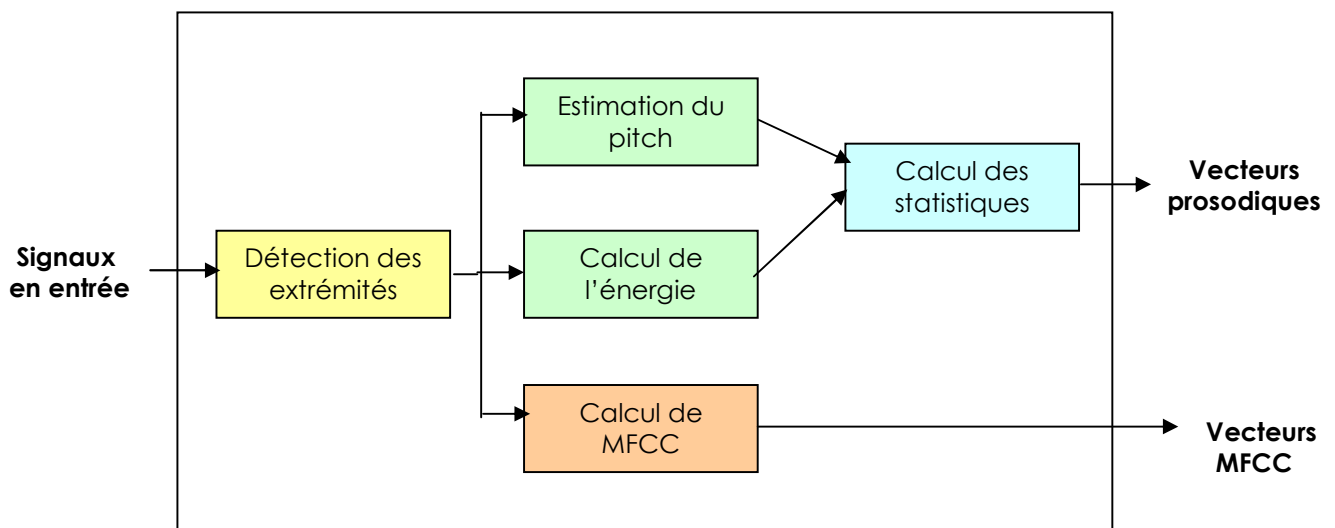 Estimation du
pitch
Calcul des
statistiques
Vecteurs
prosodiques
Signaux
en entrée
Détection des
extrémités
Calcul de
l’énergie
Calcul de
MFCC
Vecteurs
MFCC